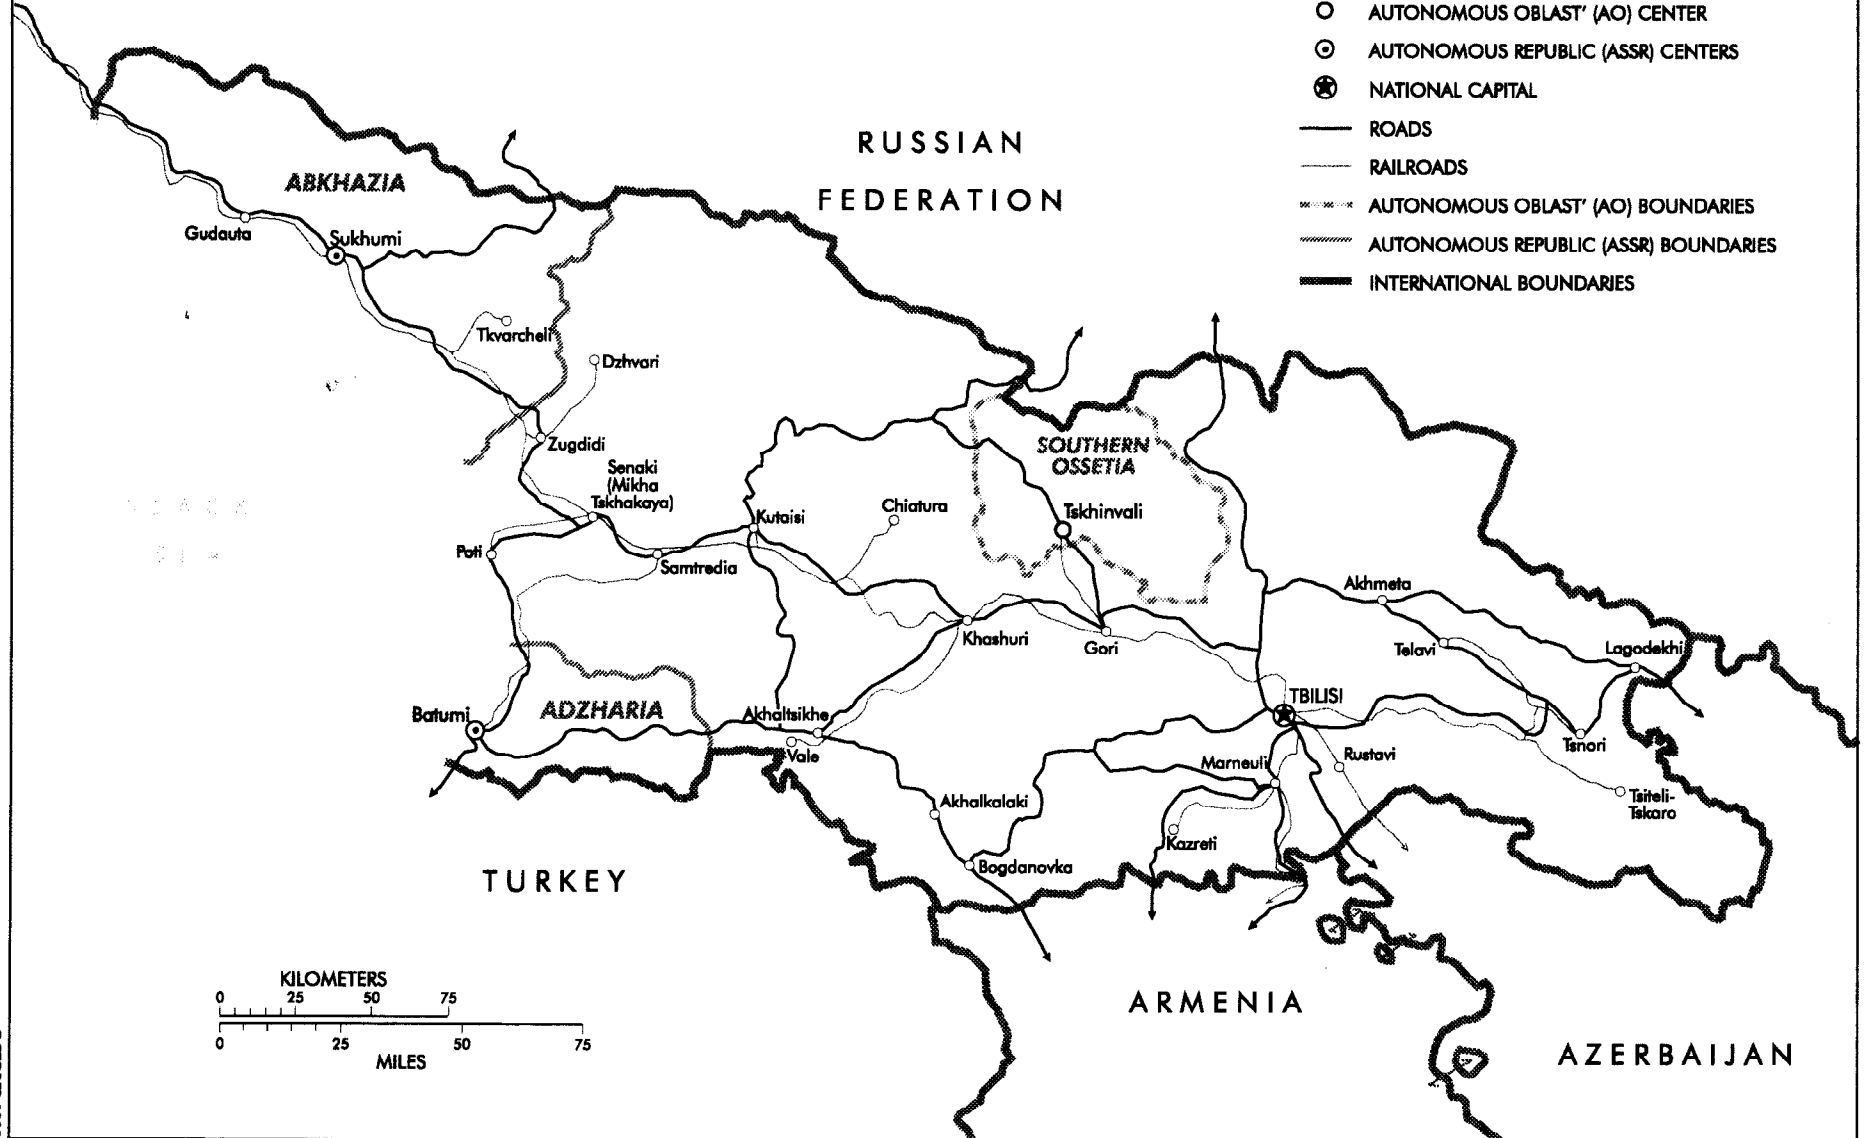 AUTONOMOUS OBLAST' (AO) CENTER
AUTONOMOUS REPUBLIC (ASSR) CENTERS
NATIONAL CAPITAL
ROADS
RAILROADS
AUTONOMOUS OBLAST' (AO) BOUNDARIES
AUTONOMOUS REPUBLIC (ASSR) BOUNDARIES
INTERNATIONAL BOUNDARIES
RUSSIAN
FEDERATION
ABKHAZIA
Gudauta
Sukhumi
Tkvarcheli
Dzhvari
Zugdidi
Senaki
(Mikha
Tskhakaya)
SOUTHERN
OSSETIA
Kutaisi
Chiatura
Tskhinvali
Poti
Samtredia
Khashuri
Gori
Akhmeta
Telavi
Lagodekhi
Batumi
ADZHARIA
Akhaltsikhe
Vale
TBILISI
Marneuli
Rustavi
Tsnori
Tsiteli-
Tskaro
Akhalkalaki
Kazreti
Bogdanovka
TURKEY
ARMENIA
AZERBAIJAN
KILOMETERS
0 25 50 75
0 25 50 75
MILES